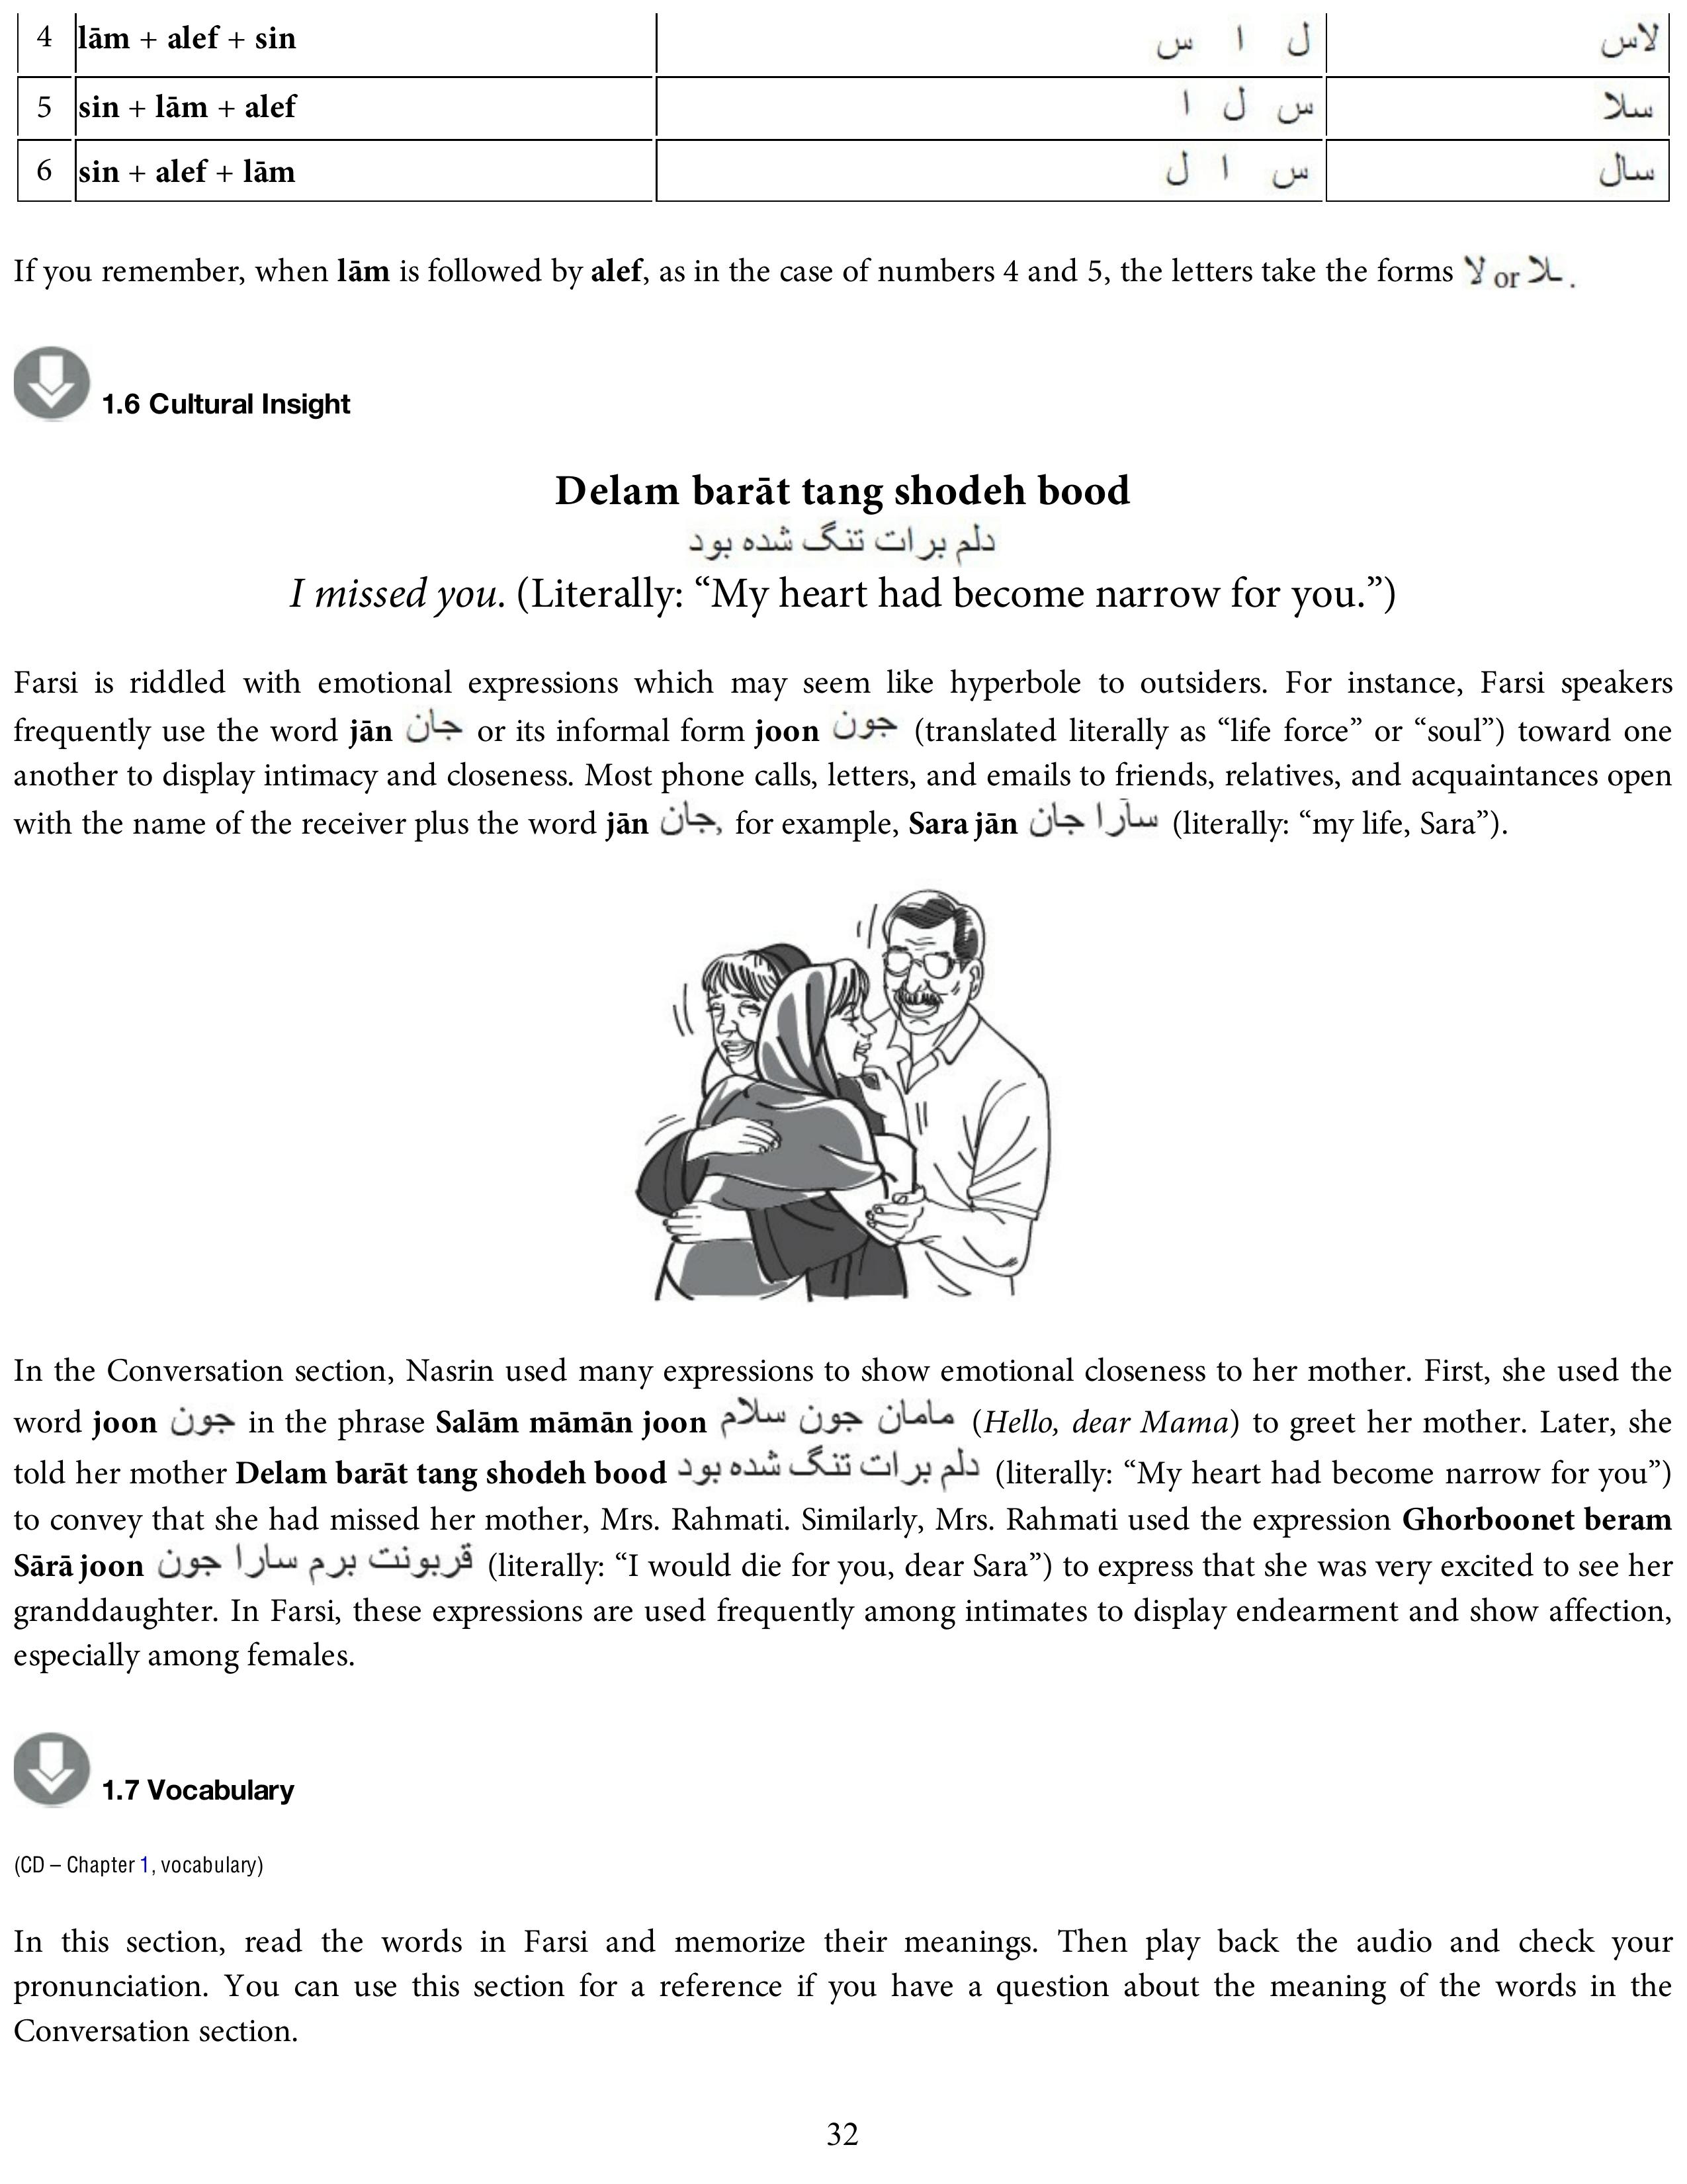 4 lām + alef + sin ل ا س لاس
5 sin + lām + alef س ل ا سلا
6 sin + alef + lām س ا ل سال
If you remember, when lām is followed by alef, as in the case of numbers 4 and 5, the letters take the forms لا or ـلا .
1.6 Cultural Insight
Delam barāt tang shodeh bood
دلم برات تنگ شده بود
I missed you. (Literally: “My heart had become narrow for you.”)
Farsi is riddled with emotional expressions which may seem like hyperbole to outsiders. For instance, Farsi speakers
frequently use the word jān جان or its informal form joon جون (translated literally as “life force” or “soul”) toward one
another to display intimacy and closeness. Most phone calls, letters, and emails to friends, relatives, and acquaintances open
with the name of the receiver plus the word jān جان, for example, Sara jān سآرا جان (literally: “my life, Sara”).
In the Conversation section, Nasrin used many expressions to show emotional closeness to her mother. First, she used the
word joon جون in the phrase Salām māmān joon مامان جون سلام (Hello, dear Mama) to greet her mother. Later, she
told her mother Delam barāt tang shodeh bood دلم برات تنگ شده بود (literally: “My heart had become narrow for you”)
to convey that she had missed her mother, Mrs. Rahmati. Similarly, Mrs. Rahmati used the expression Ghorboonet beram
Sārā joon قربونت برم سارا جون (literally: “I would die for you, dear Sara”) to express that she was very excited to see her
granddaughter. In Farsi, these expressions are used frequently among intimates to display endearment and show affection,
especially among females.
1.7 Vocabulary
(CD – Chapter 1, vocabulary)
In this section, read the words in Farsi and memorize their meanings. Then play back the audio and check your
pronunciation. You can use this section for a reference if you have a question about the meaning of the words in the
Conversation section.
32